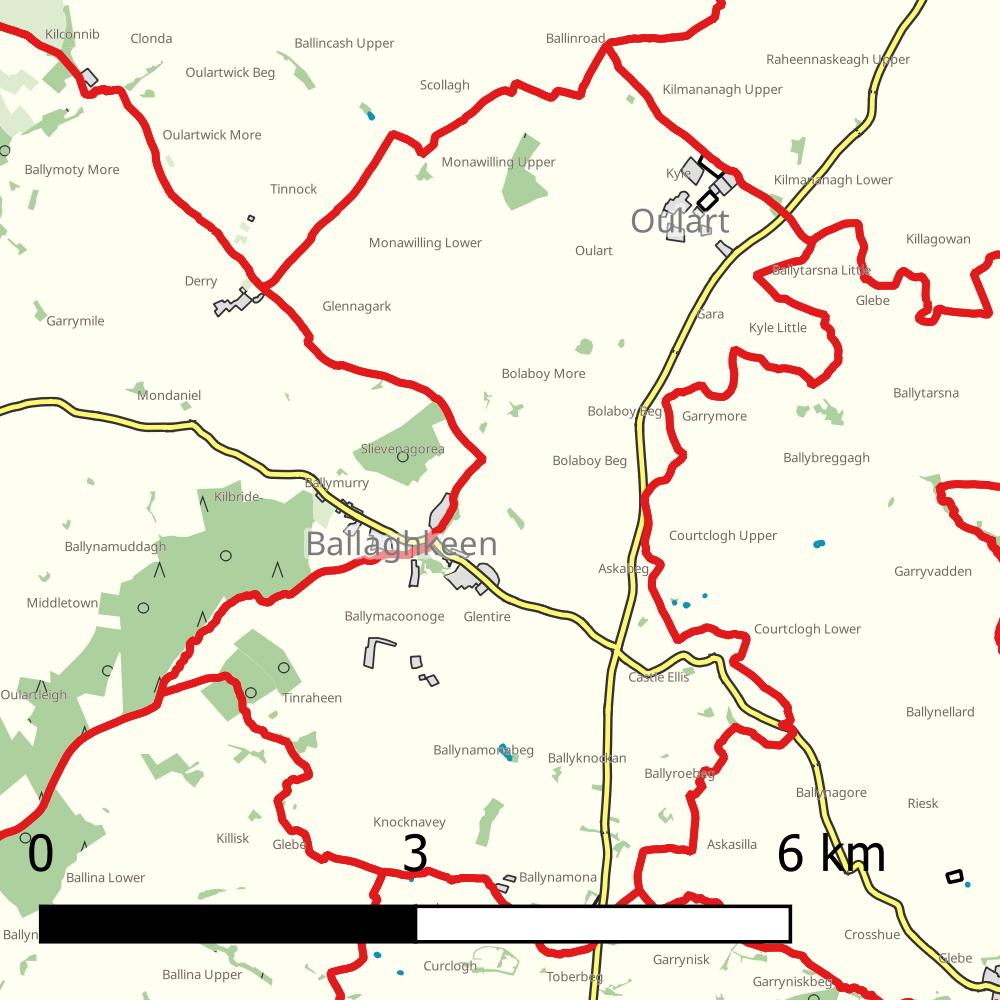 Kilconnib
Clonda
Ballincash Upper
Ballinroad
Raheennaskeagh Upper
Oulartwick Beg
Scollagh
Kilmananagh Upper
Oulartwick More
Ballymoty More
Monawilling Upper
Kyle
Kilmananagh Lower
Tinnock
Oulart
Monawilling Lower
Oulart
Killagowan
Derry
Ballytarsna Little
Glebe
Garrymile
Glennagark
Gara
Kyle Little
Bolaboy More
Mondaniel
Ballytarsna
Bolaboy Beg
Garrymore
Slievenagorea
Bolaboy Beg
Ballybreggagh
Ballymurry
Kilbride-
Ballynamuddagh
Ballaghkeen
Courtclogh Upper
Askabeg
Garryvadden
Middletown
Ballymacoonoge
Glentire
Courtclogh Lower
Castle Ellis
Oulartleigh
Tinraheen
Ballynellard
Ballynamonabeg
Ballyknockan
Ballyroebeg
Ballynagore
Riesk
Knocknavey
Killisk
Glebe
Askasilla
0 3 6 km
Ballina Lower
Ballynamona
Ballyn
Crosshue
Ballina Upper
Curclogh
Toberbeg
Garrynisk
Glebe
Garryniskbeg